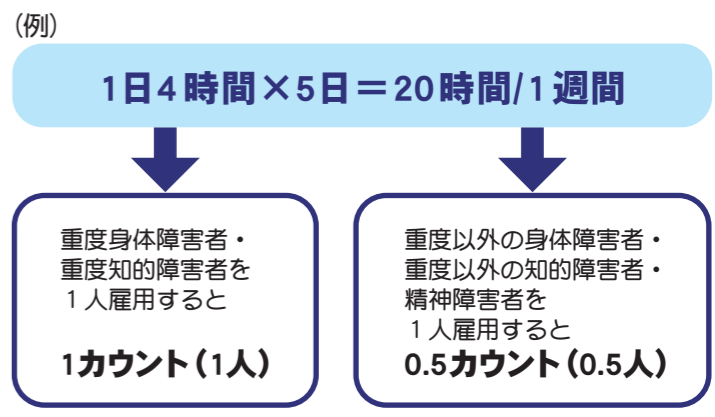 (例)
1日4時間×5日＝20時間/1週間
重度身体障害者・
重度知的障害者を
１人雇用すると
1カウント（1人）
重度以外の身体障害者・
重度以外の知的障害者・
精神障害者を
１人雇用すると
0.5カウント（0.5人）